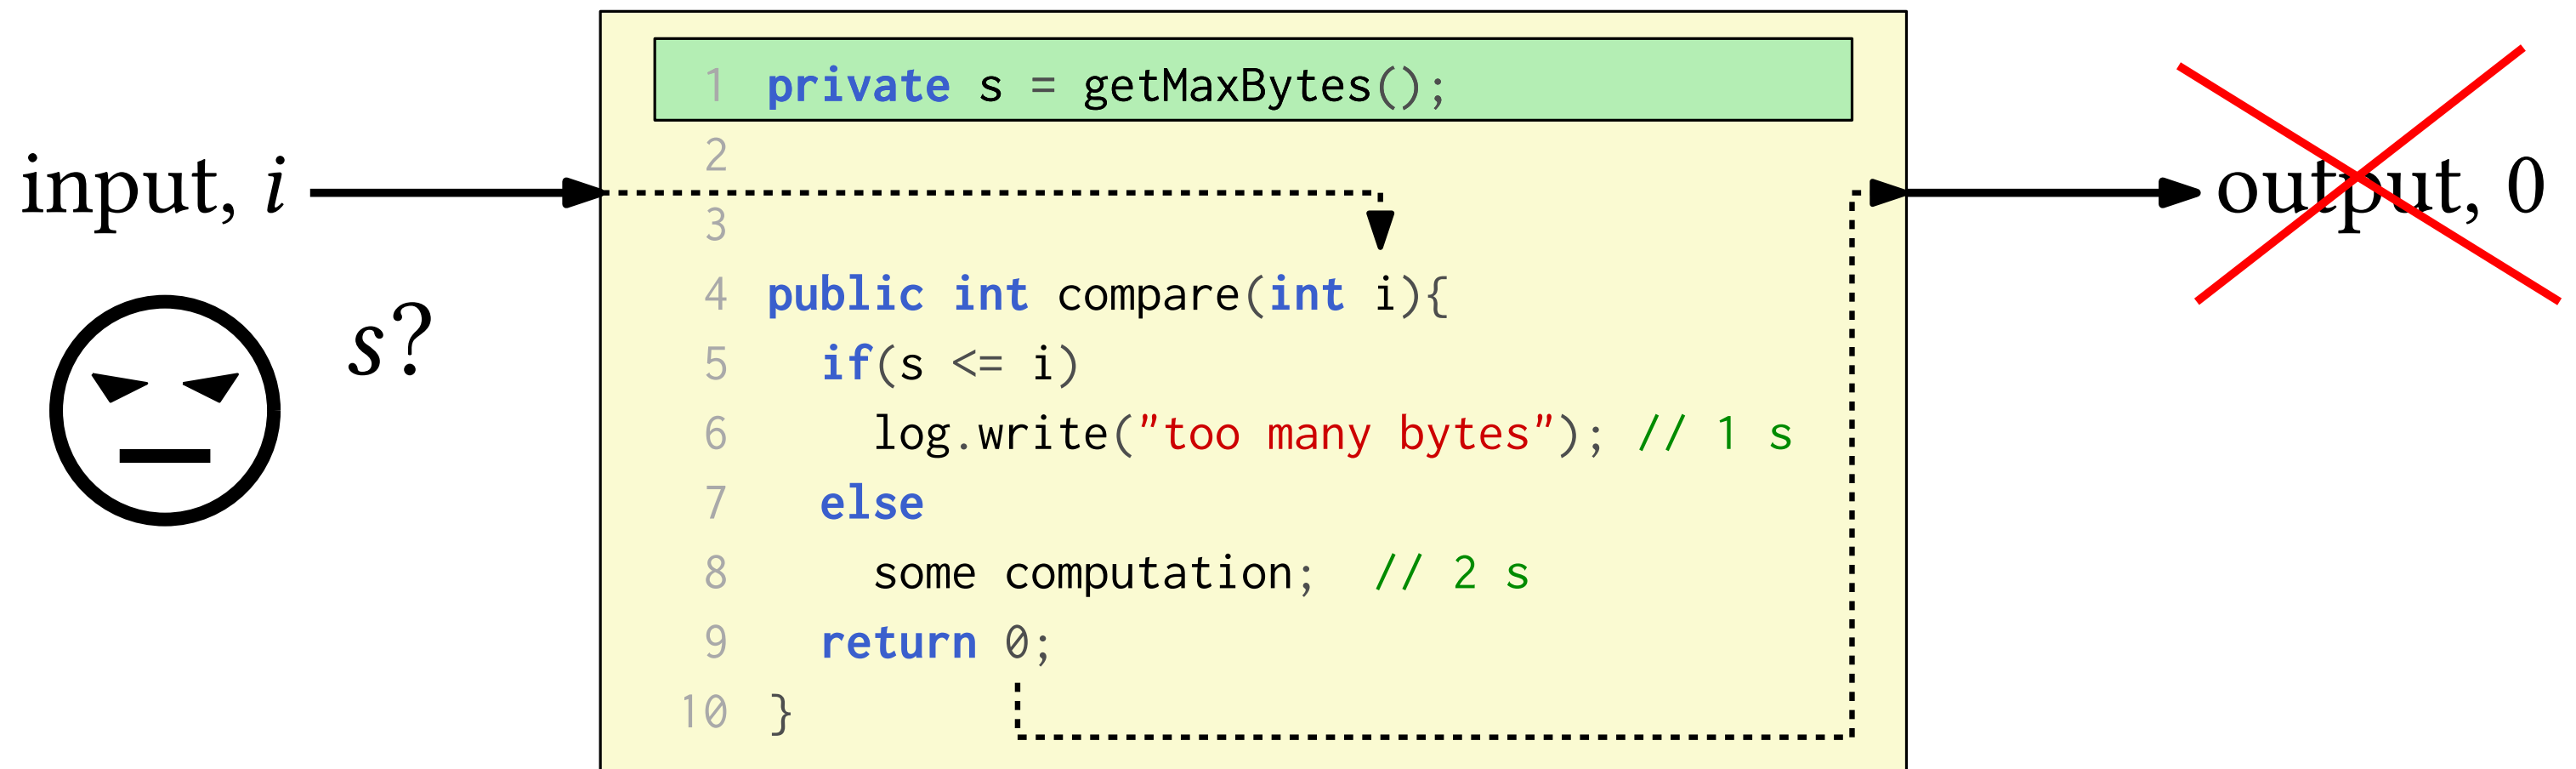 1 private s = getMaxBytes();
2
input, i
output, 0
3
4 public int compare(int i){
s?
5 if(s <= i)
6 log.write("too many bytes"); // 1 s
7 else
8 some computation; // 2 s
9 return 0;
10 }